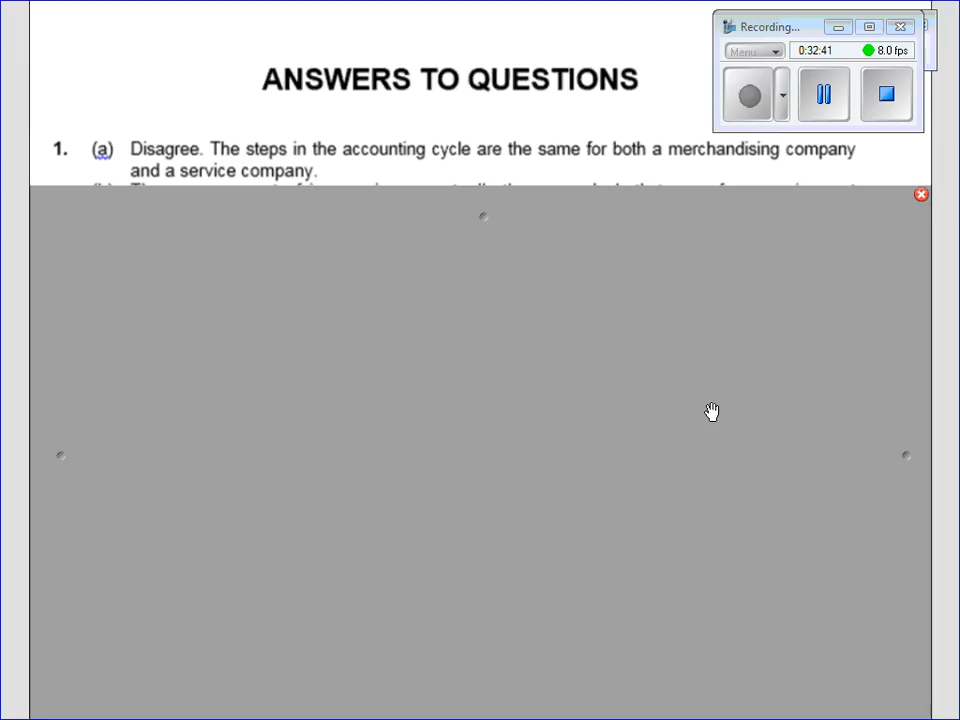 Recording...
Menu
0:32:41
8.0 fps
ANSWERS TO QUESTIONS
1. (a) Disagree. The steps in the accounting cycle are the same for both a merchandising company
and a service company.